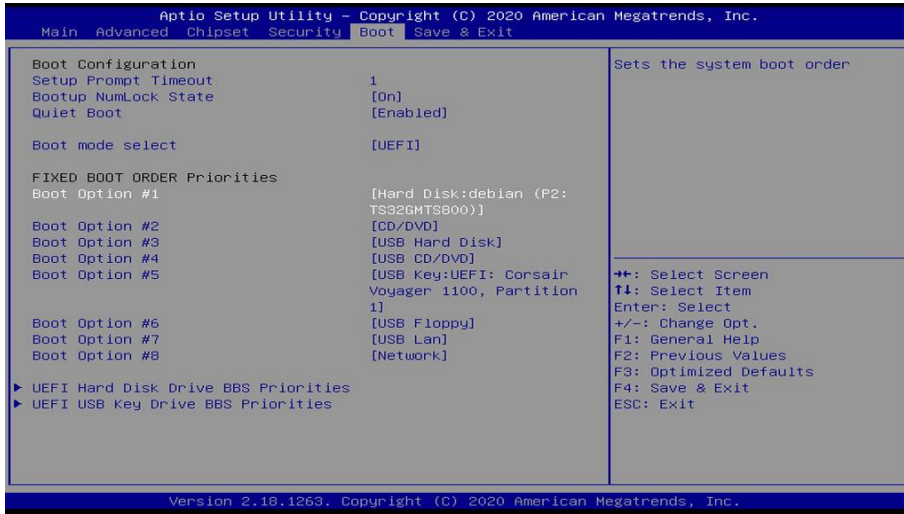 Aptio Setup Utility – Copyright (C) 2020 American Megatrends, Inc.
Main Advanced Chipset Security Boot Save & Exit
Boot Configuration
Setup Prompt Timeout 1
Bootup NumLock State [On]
Quiet Boot [Enabled]
Boot mode select [UEFI]
FIXED BOOT ORDER Priorities
Boot Option #1 [Hard Disk:debian (P2:
TS32GMTS800)]
Boot Option #2 [CD/DVD]
Boot Option #3 [USB Hard Disk]
Boot Option #4 [USB CD/DVD]
Boot Option #5 [USB Key:UEFI: Corsair
Voyager 1100, Partition
1]
Boot Option #6 [USB Floppy]
Boot Option #7 [USB Lan]
Boot Option #8 [Network]
▶ UEFI Hard Disk Drive BBS Priorities
▶ UEFI USB Key Drive BBS Priorities
Sets the system boot order
→←: Select Screen
↑↓: Select Item
Enter: Select
+/-: Change Opt.
F1: General Help
F2: Previous Values
F3: Optimized Defaults
F4: Save & Exit
ESC: Exit
Version 2.18.1263. Copyright (C) 2020 American Megatrends, Inc.